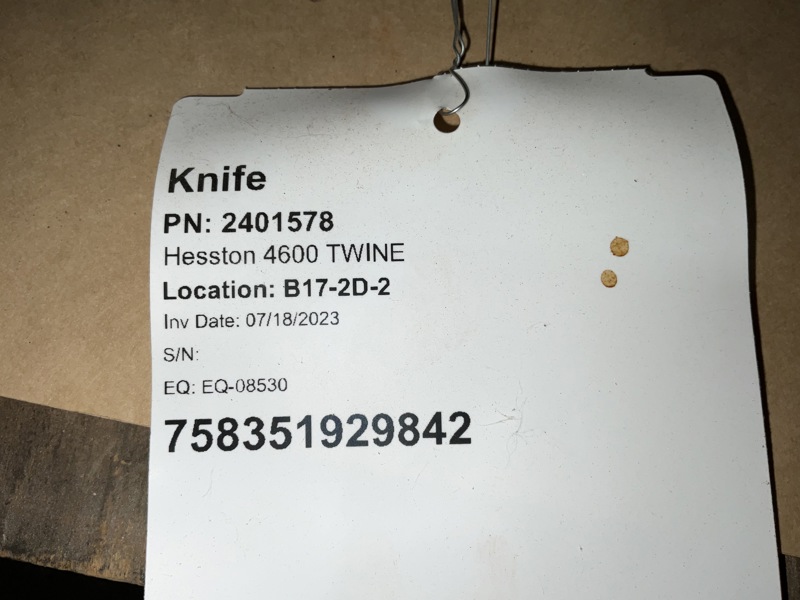 Knife
PN: 2401578
Hesston 4600 TWINE
Location: B17-2D-2
Inv Date: 07/18/2023
S/N:
EQ: EQ-08530
758351929842